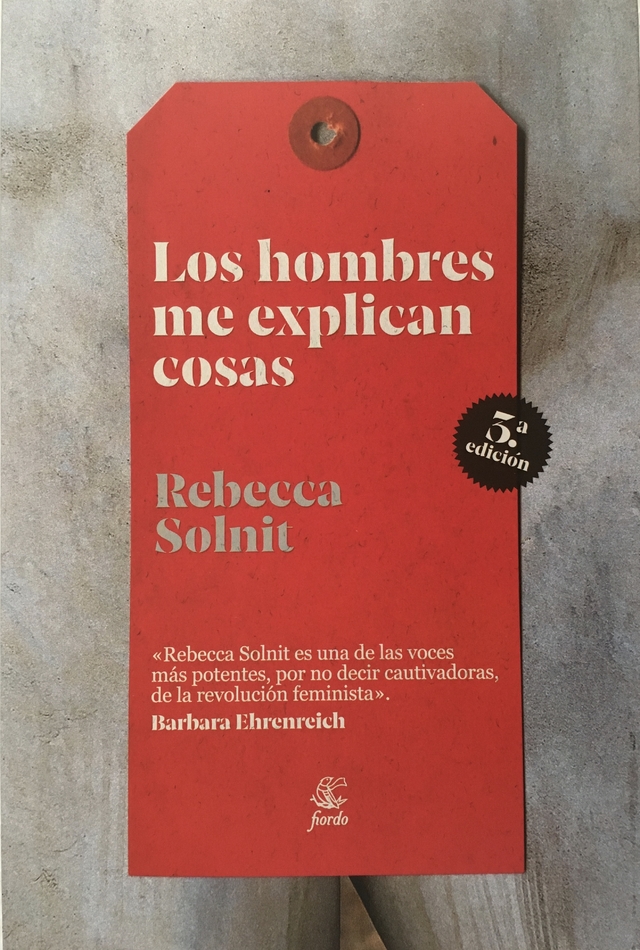 Los hombres
me explican
cosas
3.a
edición
Rebecca
Solnit
«Rebecca Solnit es una de las voces
más potentes, por no decir cautivadoras,
de la revolución feminista».
Barbara Ehrenreich
fiordo